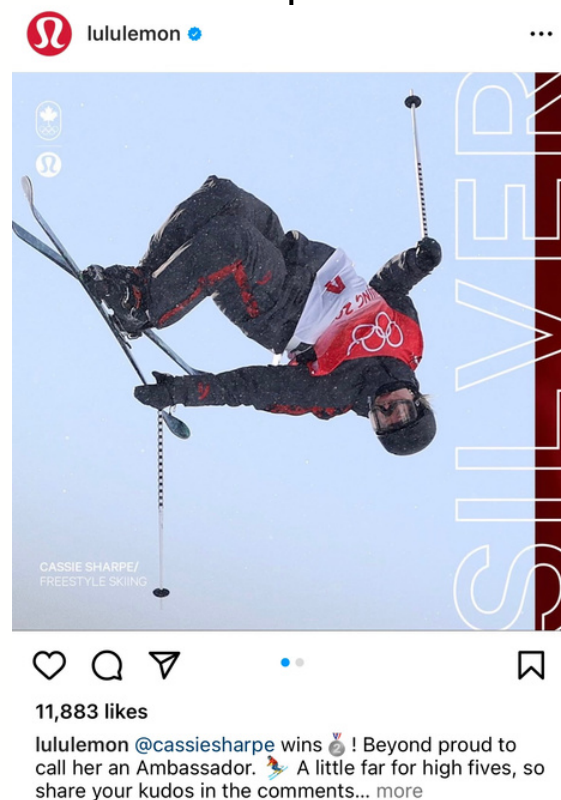 lululemon
SILVER
CASSIE SHARPE/
FREESTYLE SKIING
11,883 likes
lululemon @cassiesharpe wins 🥈 ! Beyond proud to
call her an Ambassador. ⛷️ A little far for high fives, so
share your kudos in the comments... more